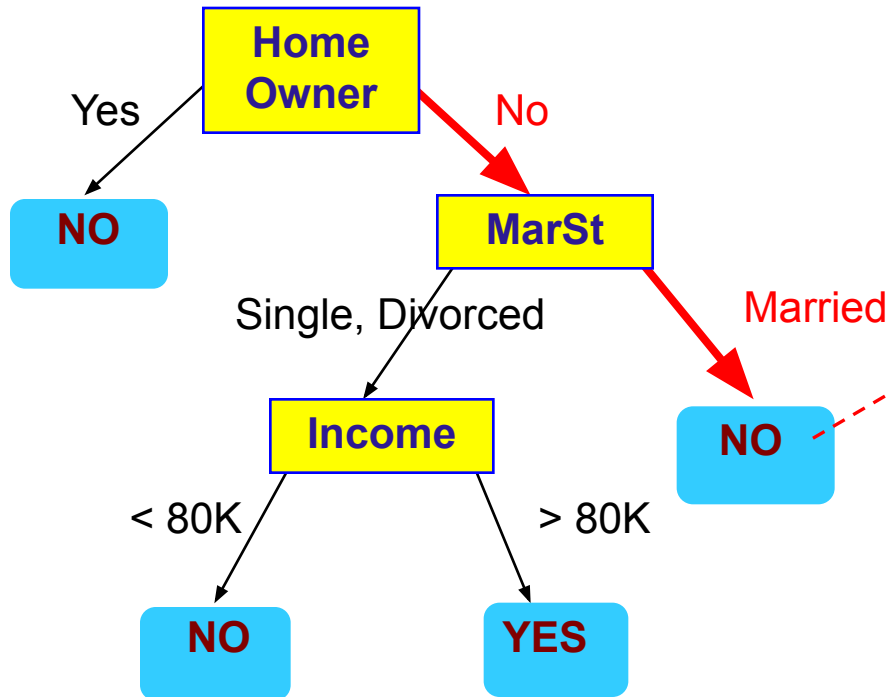 Home
Owner
Yes
No
NO
MarSt
Single, Divorced
Married
Income
NO
< 80K
> 80K
NO
YES